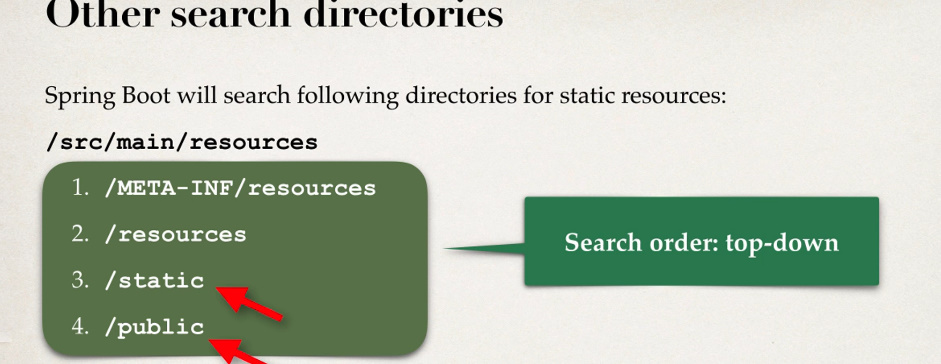 Other search directories
Spring Boot will search following directories for static resources:
/src/main/resources
1. /META-INF/resources
2. /resources
Search order: top-down
3. /static
4. /public